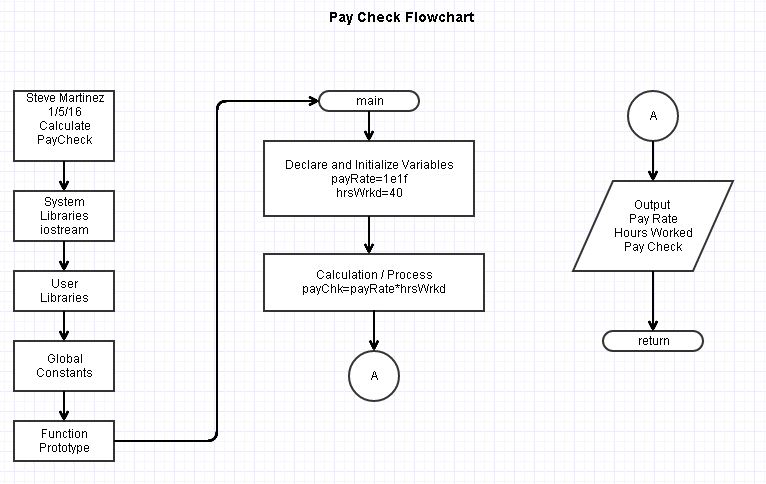 Pay Check Flowchart
Steve Martinez
1/5/16
Calculate
PayCheck
System
Libraries
iostream
User
Libraries
Global
Constants
Function
Prototype
main
Declare and Initialize Variables
payRate=1e1f
hrsWrkd=40
Calculation / Process
payChk=payRate*hrsWrkd
A
A
Output
Pay Rate
Hours Worked
Pay Check
return